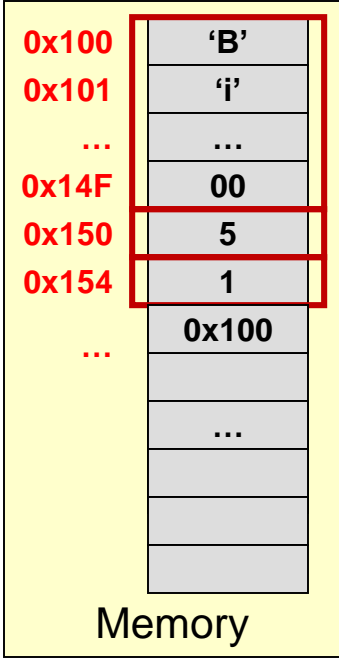 0x100 ‘B’
0x101 ‘i’
… …
0x14F 00
0x150 5
0x154 1
0x100
…
…
Memory